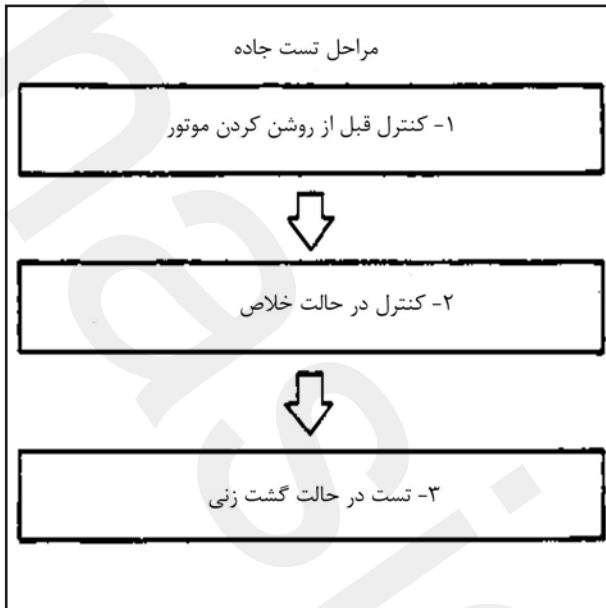 مراحل تست جاده
۱- کنترل قبل از روشن کردن موتور
۲- کنترل در حالت خلاص
۳- تست در حالت گشت زنی